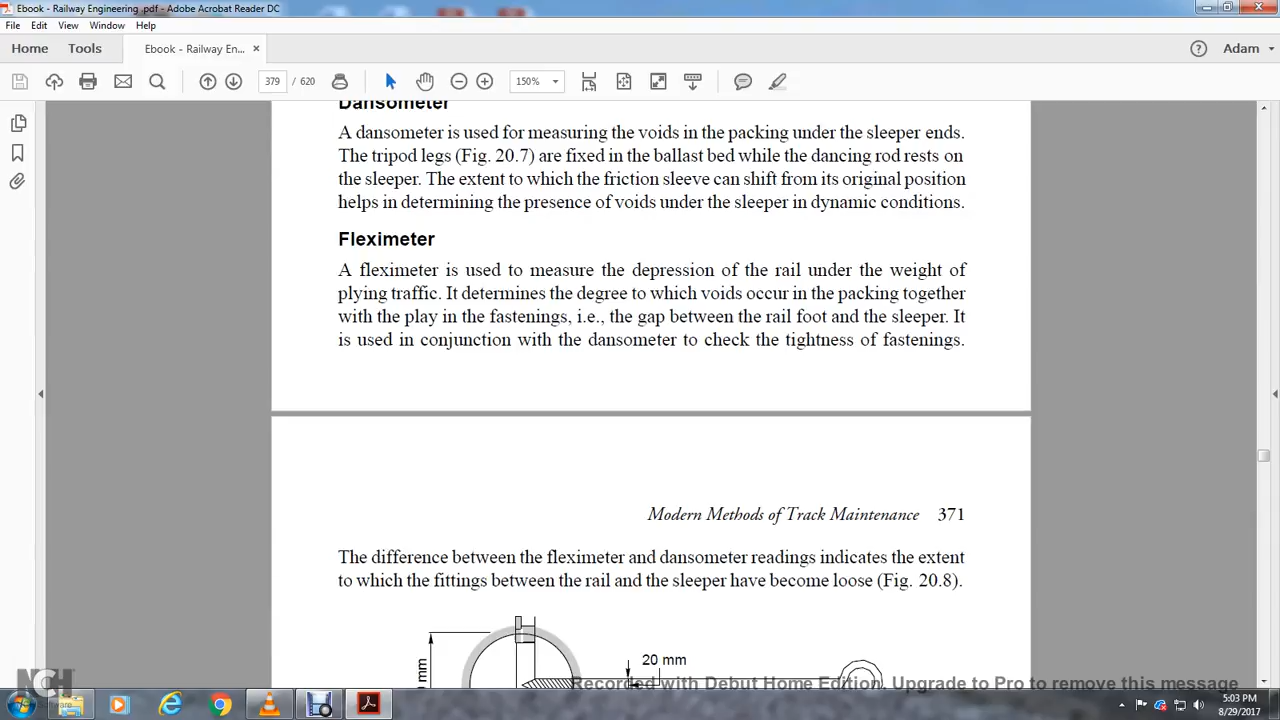 Ebook - Railway Engineering .pdf - Adobe Acrobat Reader DC
File Edit View Window Help
Home Tools Ebook - Railway En... × Adam
379 / 620 150%
Dansometer
A dansometer is used for measuring the voids in the packing under the sleeper ends.
The tripod legs (Fig. 20.7) are fixed in the ballast bed while the dancing rod rests on
the sleeper. The extent to which the friction sleeve can shift from its original position
helps in determining the presence of voids under the sleeper in dynamic conditions.
Fleximeter
A fleximeter is used to measure the depression of the rail under the weight of
plying traffic. It determines the degree to which voids occur in the packing together
with the play in the fastenings, i.e., the gap between the rail foot and the sleeper. It
is used in conjunction with the dansometer to check the tightness of fastenings.
Modern Methods of Track Maintenance 371
The difference between the fleximeter and dansometer readings indicates the extent
to which the fittings between the rail and the sleeper have become loose (Fig. 20.8).
20 mm
mm
NCH Software
Recorded with Debut Home Edition. Upgrade to Pro to remove this message
5:03 PM
8/29/2017